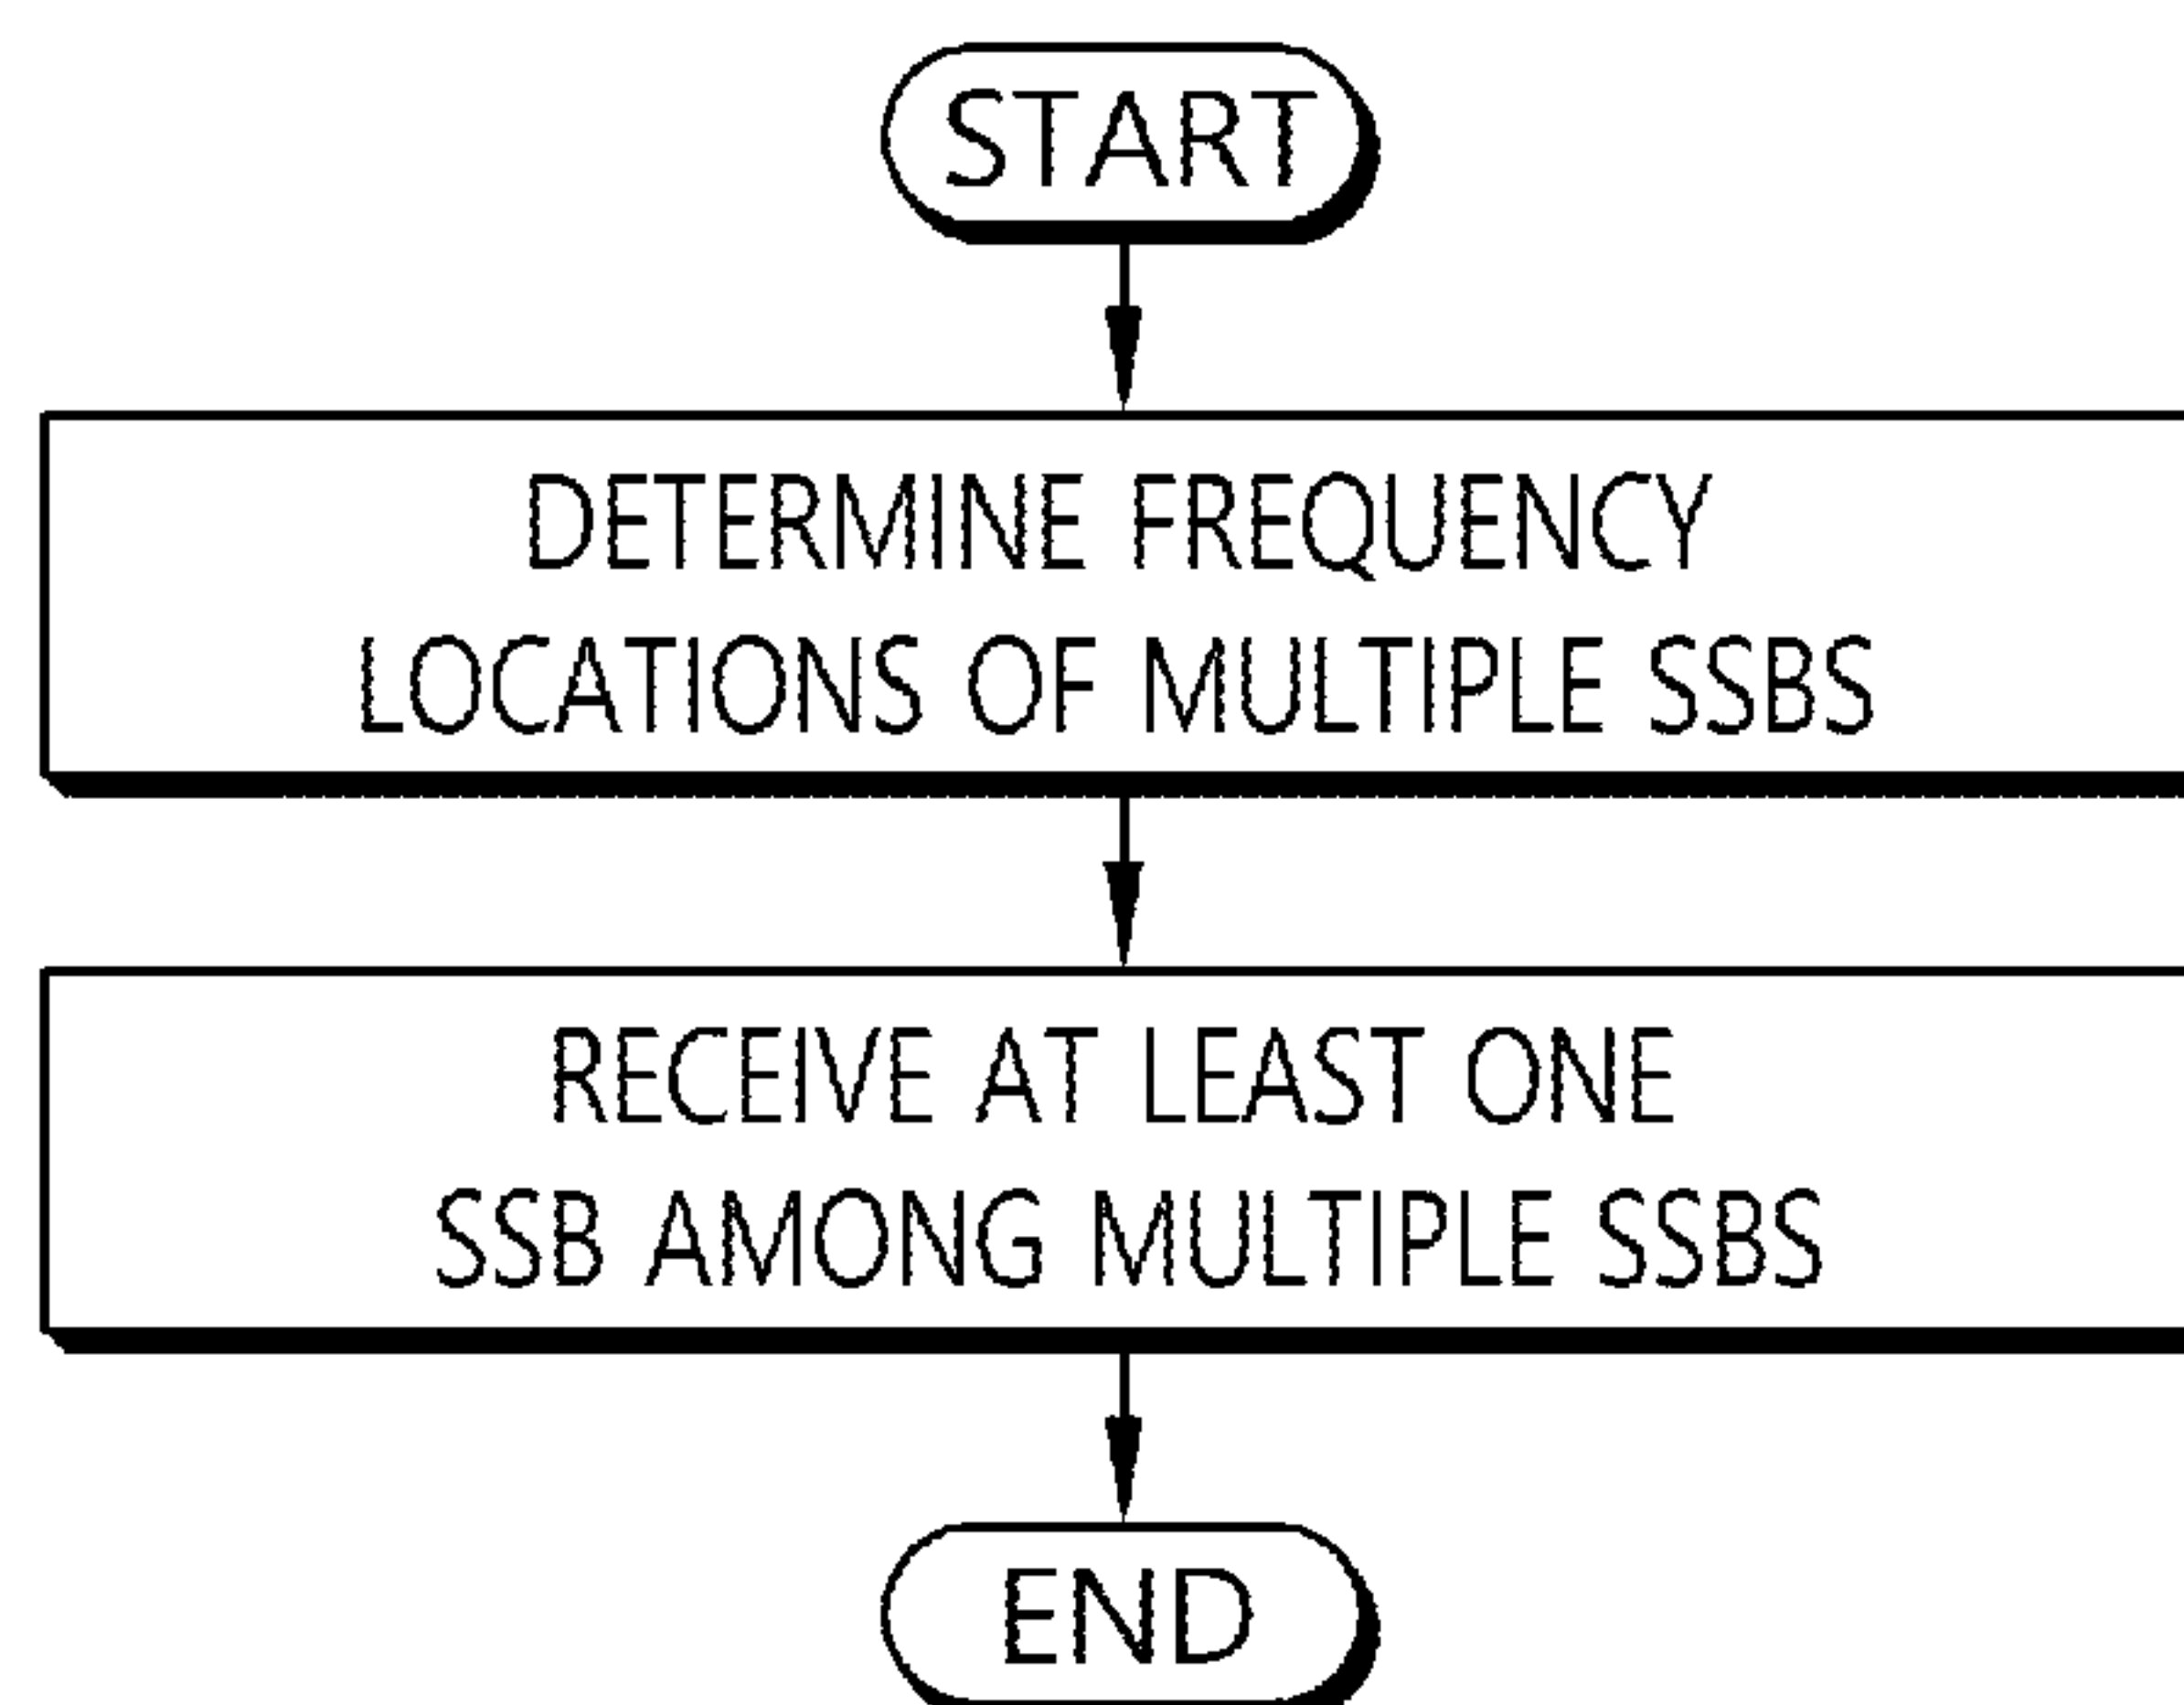 START
DETERMINE FREQUENCY
LOCATIONS OF MULTIPLE SSBS
RECEIVE AT LEAST ONE
SSB AMONG MULTIPLE SSBS
END